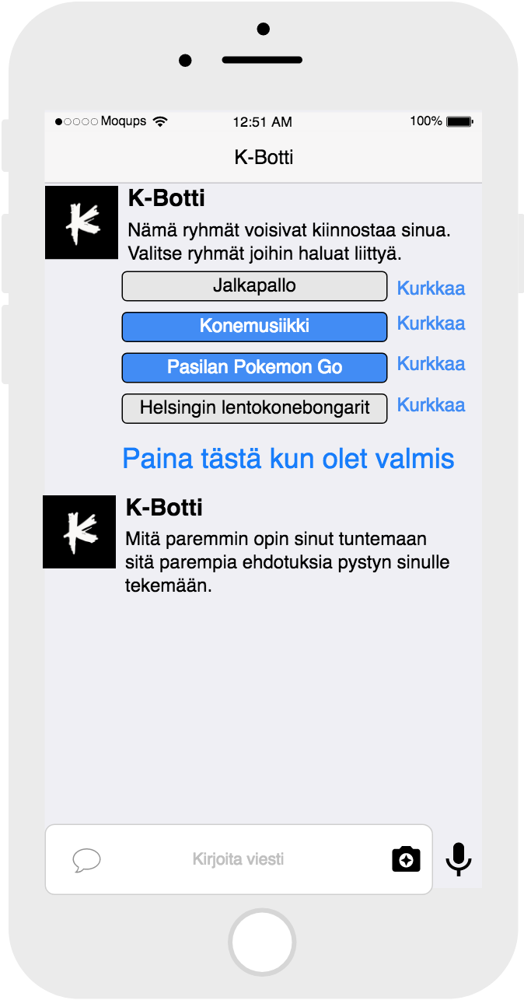 Moqups 12:51 AM 100%
K-Botti
K-Botti
Nämä ryhmät voisivat kiinnostaa sinua.
Valitse ryhmät joihin haluat liittyä.
Jalkapallo Kurkkaa
Konemusiikki Kurkkaa
Pasilan Pokemon Go Kurkkaa
Helsingin lentokonebongarit Kurkkaa
Paina tästä kun olet valmis
K-Botti
Mitä paremmin opin sinut tuntemaan
sitä parempia ehdotuksia pystyn sinulle
tekemään.
Kirjoita viesti